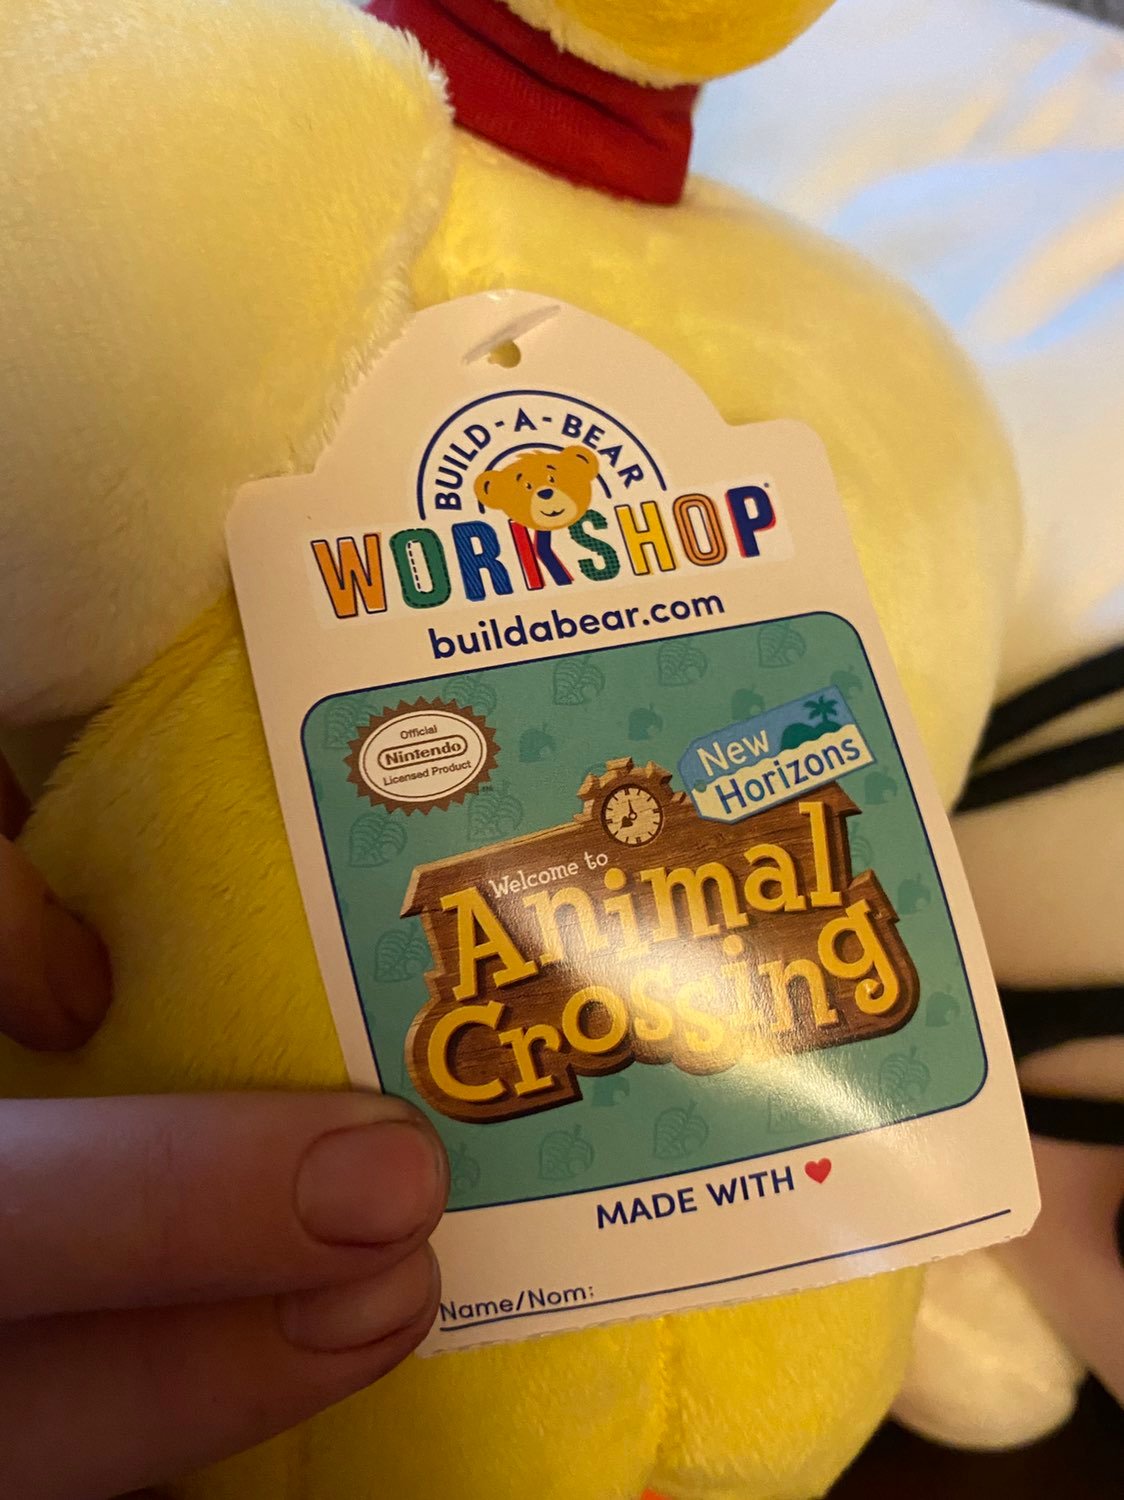 BUILD-A-BEAR
WORKSHOP
buildabear.com
Official
Nintendo
Licensed Product
New
Horizons
Welcome to
Animal
Crossing
MADE WITH ♥
Name/Nom: